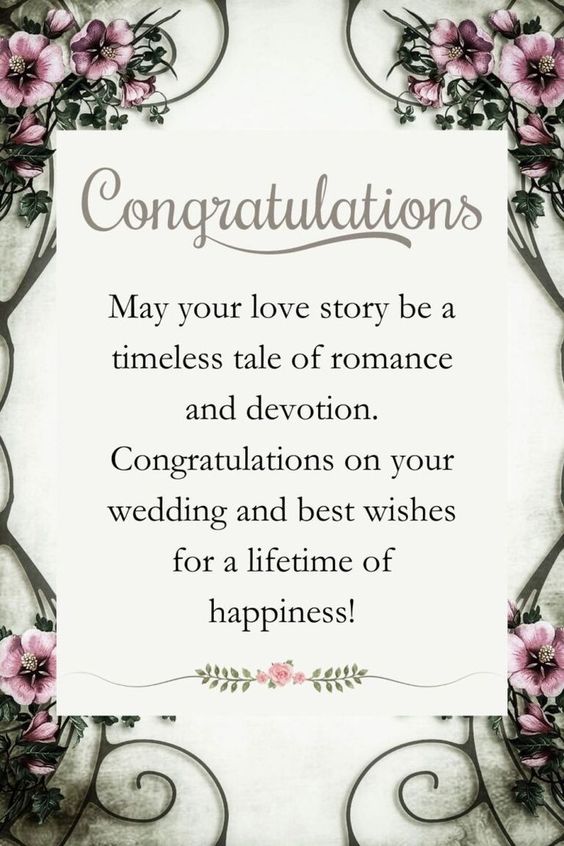 Congratulations
May your love story be a
timeless tale of romance
and devotion.
Congratulations on your
wedding and best wishes
for a lifetime of
happiness!